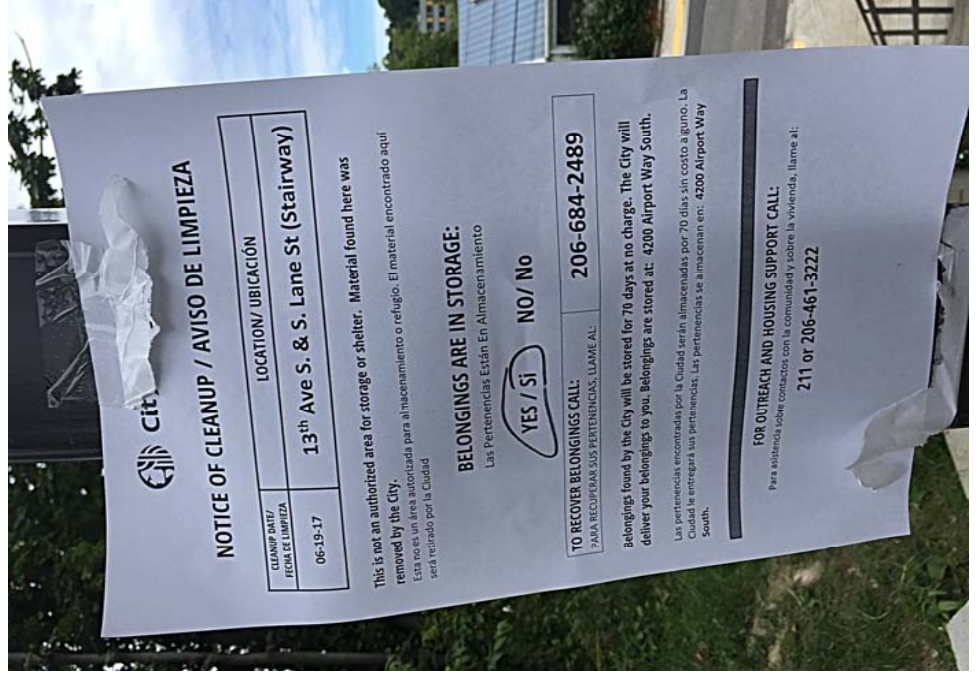 Cit
NOTICE OF CLEANUP / AVISO DE LIMPIEZA
CLEANUP DATE/
FECHA DE LIMPIEZA
LOCATION/ UBICACIÓN
06-19-17
13th Ave S. & S. Lane St (Stairway)
This is not an authorized area for storage or shelter. Material found here was
removed by the City.
Esta no es un área autorizada para almacenamiento o refugio. El material encontrado aquí
será retirado por la Ciudad
BELONGINGS ARE IN STORAGE:
Las Pertenencias Están En Almacenamiento
YES / Si NO/ No
TO RECOVER BELONGINGS CALL:
PARA RECUPERAR SUS PERTENENCIAS, LLAME AL:
206-684-2489
Belongings found by the City will be stored for 70 days at no charge. The City will
deliver your belongings to you. Belongings are stored at: 4200 Airport Way South.
Las pertenencias encontradas por la Ciudad serán almacenadas por 70 días sin costo a guno. La
Ciudad le entregará sus pertenencias. Las pertenencias se almacenan en: 4200 Airport Way
South.
FOR OUTREACH AND HOUSING SUPPORT CALL:
Para asistencia sobre contactos con la comunidad y sobre la vivienda, llame al:
211 or 206-461-3222